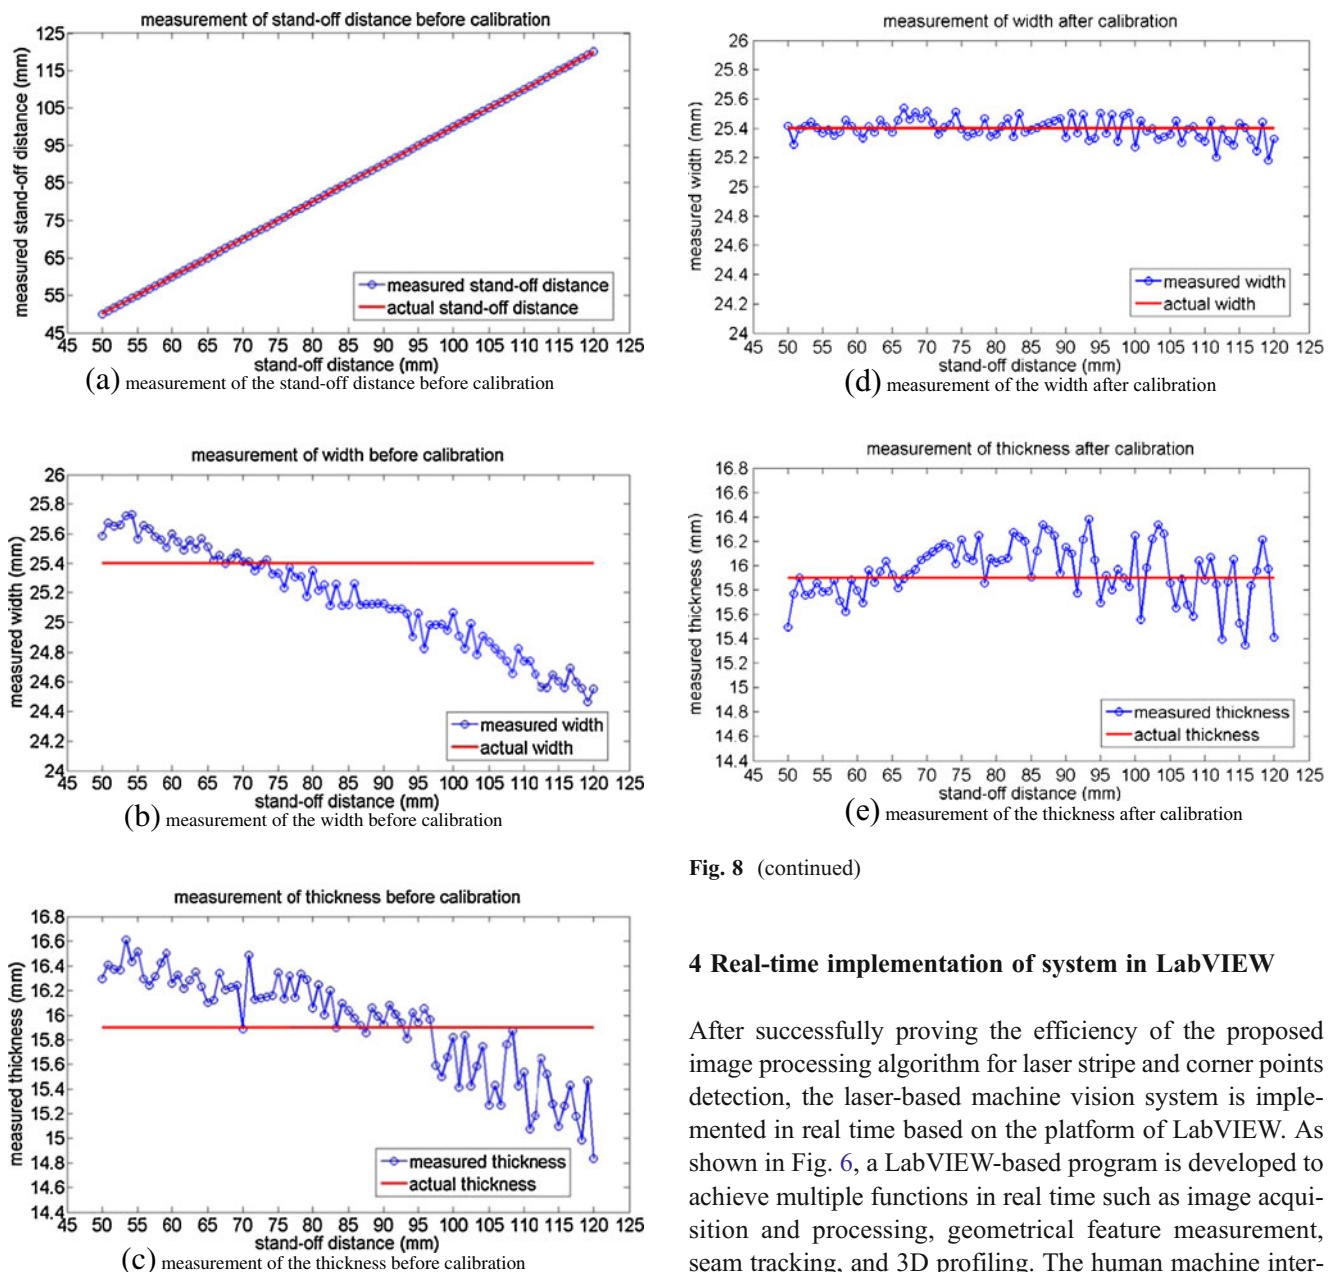 measurement of stand-off distance before calibration
125
115
105
95
85
75
65
55
45
measured stand-off distance (mm)
measured stand-off distance
actual stand-off distance
45 50 55 60 65 70 75 80 85 90 95 100 105 110 115 120 125
stand-off distance (mm)
(a) measurement of the stand-off distance before calibration
measurement of width before calibration
26
25.8
25.6
25.4
25.2
25
24.8
24.6
24.4
24.2
24
measured width (mm)
measured width
actual width
45 50 55 60 65 70 75 80 85 90 95 100 105 110 115 120 125
stand-off distance (mm)
(b) measurement of the width before calibration
measurement of thickness before calibration
16.8
16.6
16.4
16.2
16
15.8
15.6
15.4
15.2
15
14.8
14.6
14.4
measured thickness (mm)
measured thickness
actual thickness
45 50 55 60 65 70 75 80 85 90 95 100 105 110 115 120 125
stand-off distance (mm)
(c) measurement of the thickness before calibration
measurement of width after calibration
26
25.8
25.6
25.4
25.2
25
24.8
24.6
24.4
24.2
24
measured width (mm)
measured width
actual width
45 50 55 60 65 70 75 80 85 90 95 100 105 110 115 120 125
stand-off distance (mm)
(d) measurement of the width after calibration
measurement of thickness after calibration
16.8
16.6
16.4
16.2
16
15.8
15.6
15.4
15.2
15
14.8
14.6
14.4
measured thickness (mm)
measured thickness
actual thickness
45 50 55 60 65 70 75 80 85 90 95 100 105 110 115 120 125
stand-off distance (mm)
(e) measurement of the thickness after calibration
Fig. 8 (continued)
4 Real-time implementation of system in LabVIEW
After successfully proving the efficiency of the proposed
image processing algorithm for laser stripe and corner points
detection, the laser-based machine vision system is imple-
mented in real time based on the platform of LabVIEW. As
shown in Fig. 6, a LabVIEW-based program is developed to
achieve multiple functions in real time such as image acqui-
sition and processing, geometrical feature measurement,
seam tracking, and 3D profiling. The human machine inter-